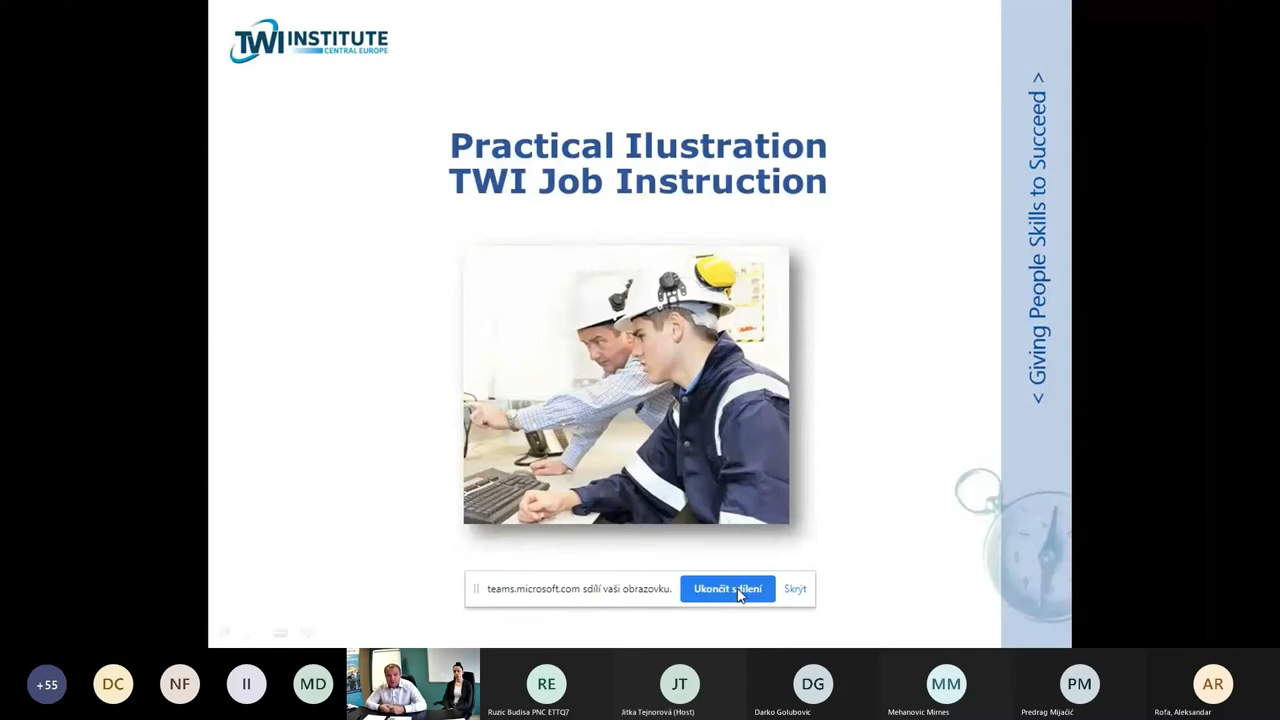 TWI INSTITUTE
CENTRAL EUROPE
Practical Ilustration
TWI Job Instruction
< Giving People Skills to Succeed >
teams.microsoft.com sdílí vaši obrazovku.
Ukončit sdílení
Skrýt
+55
DC
NF
II
MD
RE
JT
DG
MM
PM
AR
Ruzic Budisa PNC ETTQ7
Jitka Tejnorová (Host)
Darko Golubovic
Mehanovic Mirnes
Predrag Mijačić
Rofa, Aleksandar